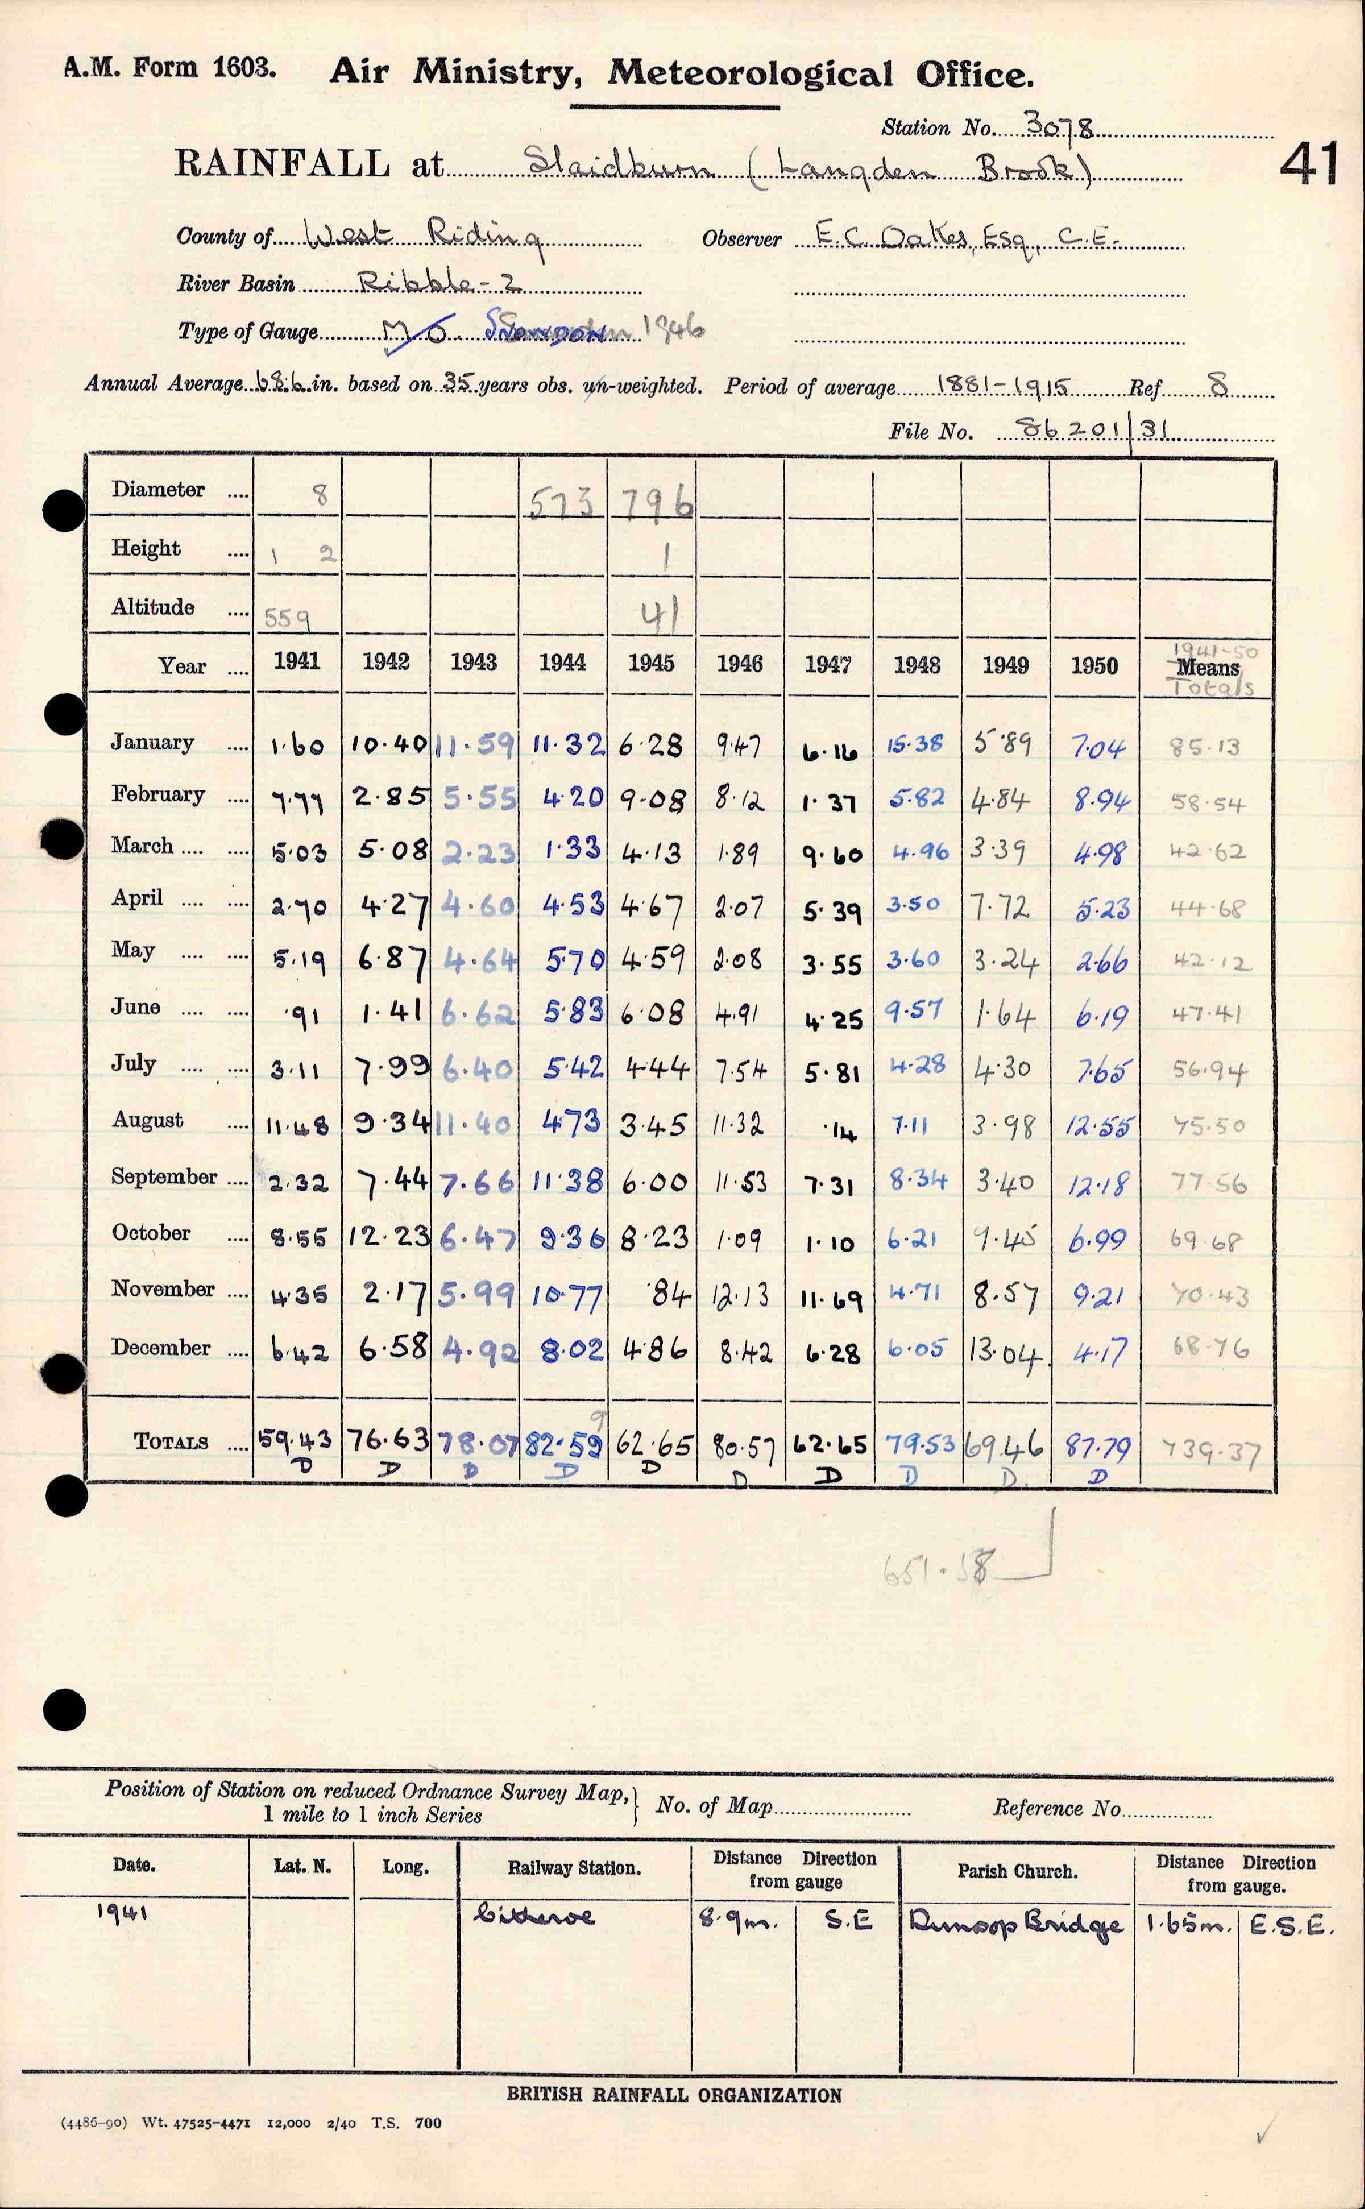 A.M. Form 1603. Air Ministry, Meteorological Office.
Station No. 3078
41
RAINFALL at Slaidburn (Langden Brook)
County of West Riding Observer E.C. Oakes, Esq., C.E.
River Basin Ribble-2
Type of Gauge M O. SNOWDON 1946
Annual Average 68.6 in. based on 35 years obs. un-weighted. Period of average 1881-1915 Ref 8
File No. 86201/31
Diameter .... 8 573 796
Height .... 1 2 1
Altitude .... 559 41
1941-50
Year .... 1941 1942 1943 1944 1945 1946 1947 1948 1949 1950 Means
Totals
January .... 1.60 10.40 11.59 11.32 6.28 9.47 6.16 15.38 5.89 7.04 85.13
February .... 7.77 2.85 5.55 4.20 9.08 8.12 1.37 5.82 4.84 8.94 58.54
March .... .... 5.03 5.08 2.23 1.33 4.13 1.89 9.60 4.96 3.39 4.98 42.62
April .... .... 2.70 4.27 4.60 4.53 4.67 2.07 5.39 3.50 7.72 5.23 44.68
May .... .... 5.19 6.87 4.64 5.70 4.59 2.08 3.55 3.60 3.24 2.66 42.12
June .... .... .91 1.41 6.62 5.83 6.08 4.91 4.25 9.57 1.64 6.19 47.41
July .... .... 3.11 7.99 6.40 5.42 4.44 7.54 5.81 4.28 4.30 7.65 56.94
August .... 11.48 9.34 11.40 4.73 3.45 11.32 .14 7.11 3.98 12.55 75.50
September .... 2.32 7.44 7.66 11.38 6.00 11.53 7.31 8.34 3.40 12.18 77.56
October .... 8.55 12.23 6.47 9.36 8.23 1.09 1.10 6.21 9.45 6.99 69.68
November .... 4.35 2.17 5.99 10.77 .84 12.13 11.69 4.71 8.57 9.21 70.43
December .... 6.42 6.58 4.92 8.02 4.86 8.42 6.28 6.05 13.04 4.17 68.76
9
TOTALS .... 59.43 76.63 78.07 82.59 62.65 80.57 62.65 79.53 69.46 87.79 739.37
D D D D D D D D D. D
651.58
Position of Station on reduced Ordnance Survey Map,} No. of Map Reference No.
1 mile to 1 inch Series
Date. Lat. N. Long. Railway Station. Distance from gauge Direction Parish Church. Distance from gauge. Direction
1941 Clitheroe 8.9m. S.E Dunsop Bridge 1.65m. E.S.E.
BRITISH RAINFALL ORGANIZATION
(4486-90) Wt. 47525-4471 12,000 2/40 T.S. 700